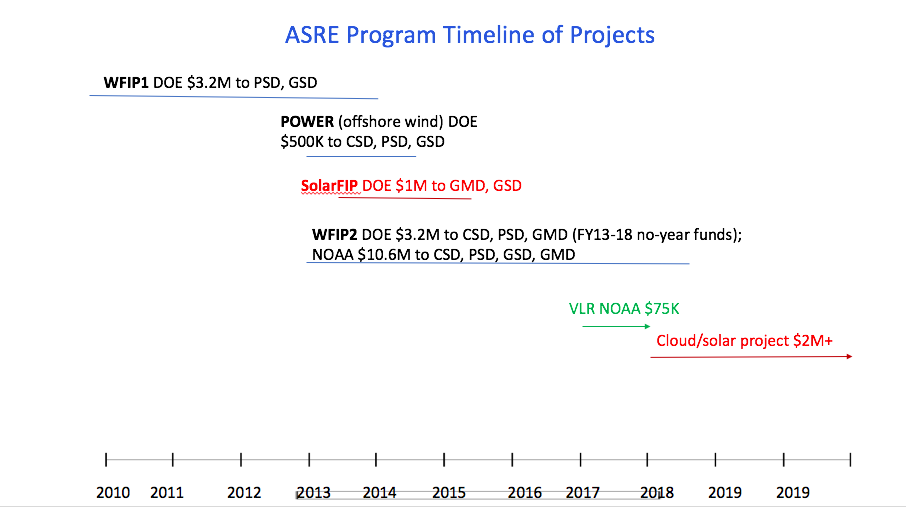 ASRE Program Timeline of Projects
WFIP1 DOE $3.2M to PSD, GSD
POWER (offshore wind) DOE
$500K to CSD, PSD, GSD
SolarFIP DOE $1M to GMD, GSD
WFIP2 DOE $3.2M to CSD, PSD, GMD (FY13-18 no-year funds);
NOAA $10.6M to CSD, PSD, GSD, GMD
VLR NOAA $75K
Cloud/solar project $2M+
2010 2011 2012 2013 2014 2015 2016 2017 2018 2019 2019